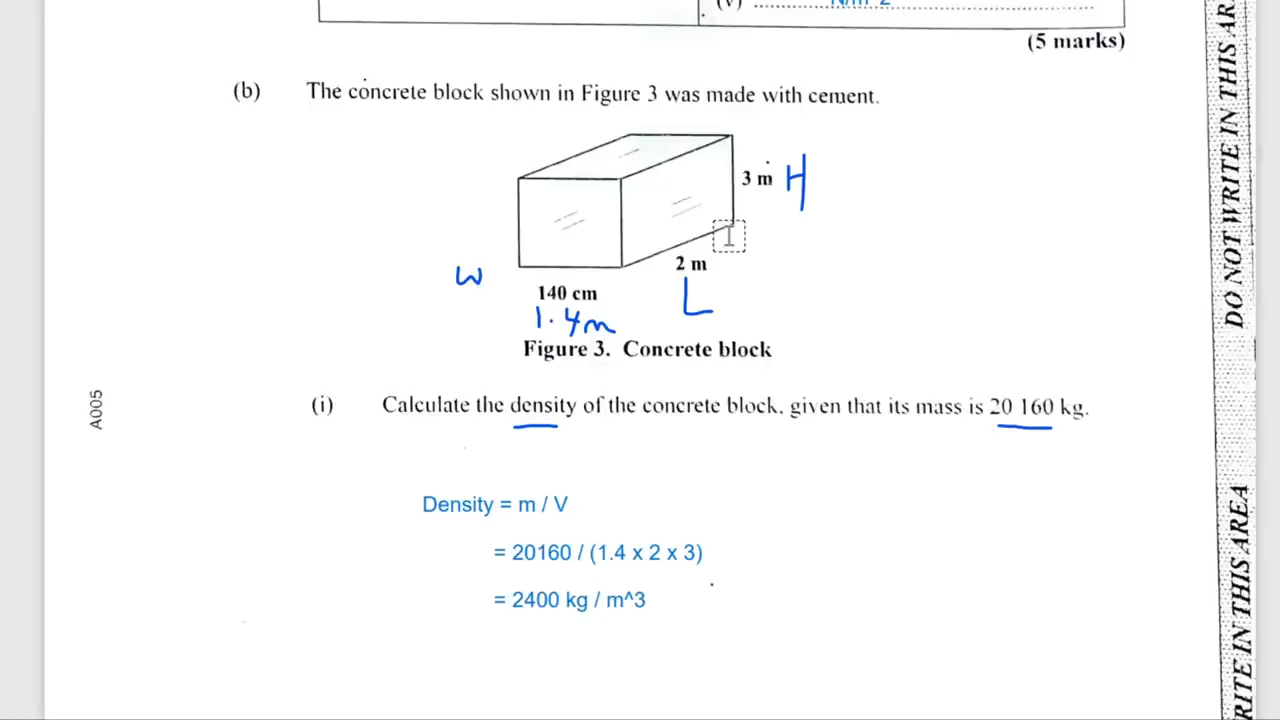 (v) N/m^2
(5 marks)
(b) The concrete block shown in Figure 3 was made with cement.
3 m H
2 m
L
W
140 cm
1.4m
Figure 3. Concrete block
(i) Calculate the density of the concrete block, given that its mass is 20 160 kg.
Density = m / V
= 20160 / (1.4 x 2 x 3)
= 2400 kg / m^3
A005
DO NOT WRITE IN THIS AR
RITE IN THIS AREA